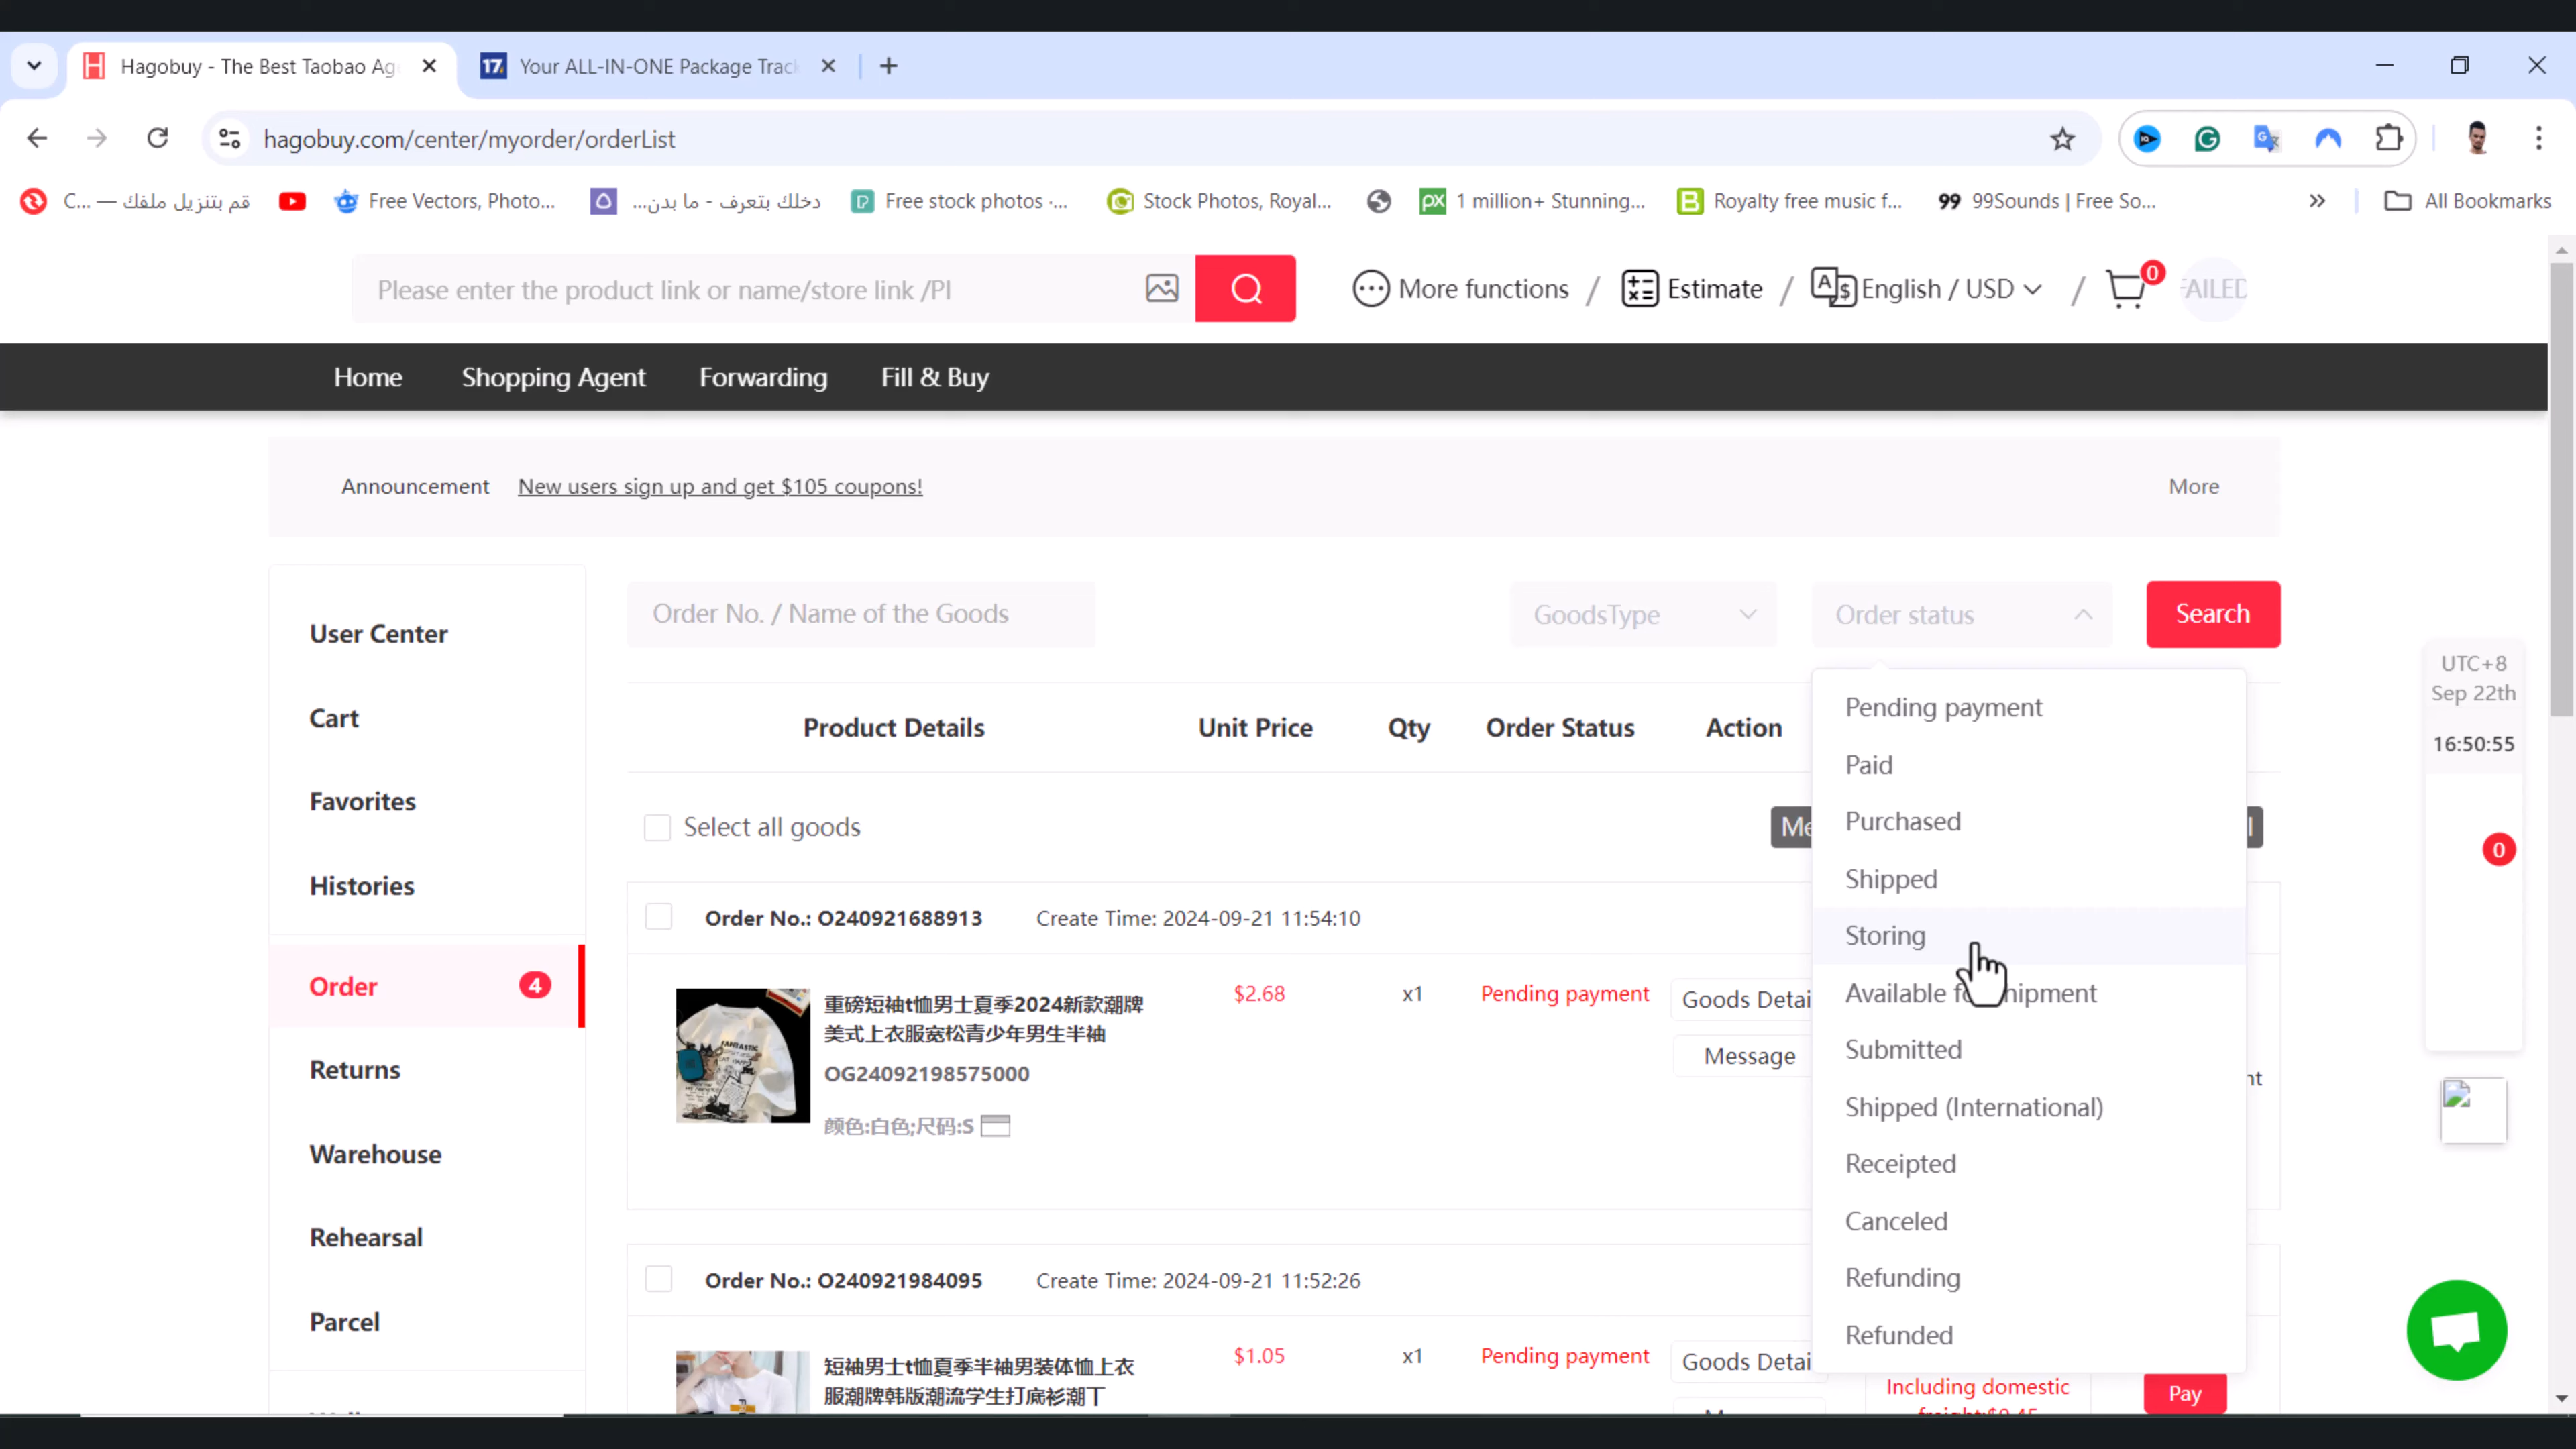 Hagobuy - The Best Taobao Ag
17 Your ALL-IN-ONE Package Track
hagobuy.com/center/myorder/orderList
C... — قم بتنزيل ملفك
Free Vectors, Photo...
دخلك بتعرف - ما بدن...
Free stock photos ·...
Stock Photos, Royal...
1 million+ Stunning...
Royalty free music f...
99 99Sounds | Free So...
All Bookmarks
Please enter the product link or name/store link /Pl
More functions / Estimate / English / USD / 0
AILED
Home Shopping Agent Forwarding Fill & Buy
Announcement New users sign up and get $105 coupons! More
User Center
Cart
Favorites
Histories
Order 4
Returns
Warehouse
Rehearsal
Parcel
Order No. / Name of the Goods GoodsType Order status Search
Product Details Unit Price Qty Order Status Action
Select all goods Me
Order No.: O240921688913 Create Time: 2024-09-21 11:54:10
FANTASTIC
重磅短袖t恤男士夏季2024新款潮牌
美式上衣服宽松青少年男生半袖
OG24092198575000
颜色:白色;尺码:S
$2.68 x1 Pending payment Goods Detai
Message
Order No.: O240921984095 Create Time: 2024-09-21 11:52:26
短袖男士t恤夏季半袖男装体恤上衣
服潮牌韩版潮流学生打底衫潮丅
$1.05 x1 Pending payment Goods Detai
Including domestic
Pay
Pending payment
Paid
Purchased
Shipped
Storing
Available
Submitted
Shipped (International)
Receipted
Canceled
Refunding
Refunded
nt
UTC+8
Sep 22th
16:50:55
0